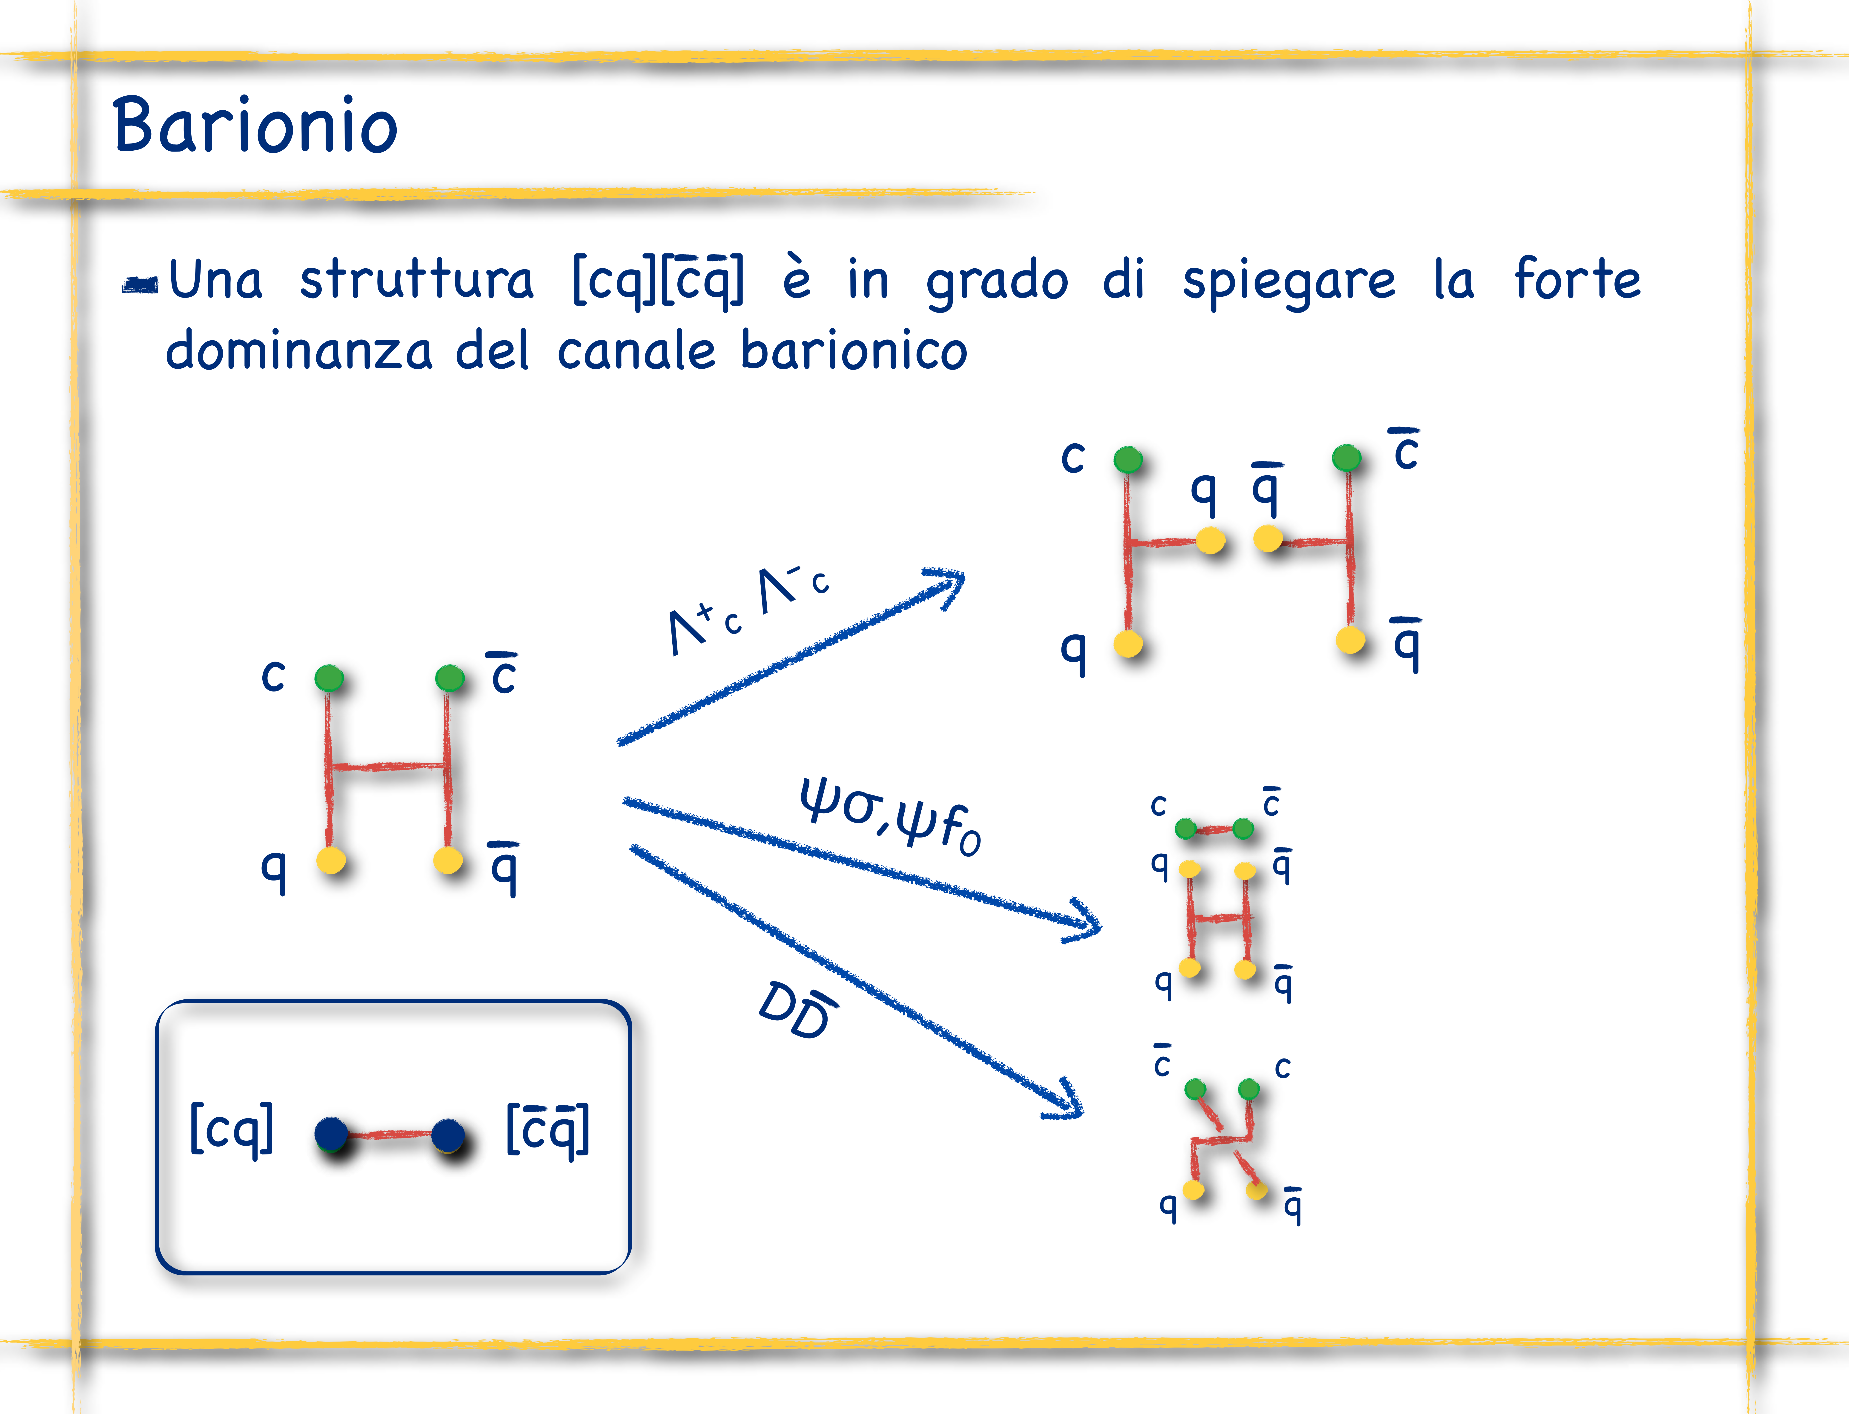 Barionio
Una struttura [cq][c̄q̄] è in grado di spiegare la forte
dominanza del canale barionico
c c̄
q q̄
c c̄
q q̄
Λ⁺c Λ⁻c
q q̄
c c̄
ψσ,ψf₀
c c̄
q q̄
q q̄
DD̄
c̄ c
q q̄
[cq] [c̄q̄]